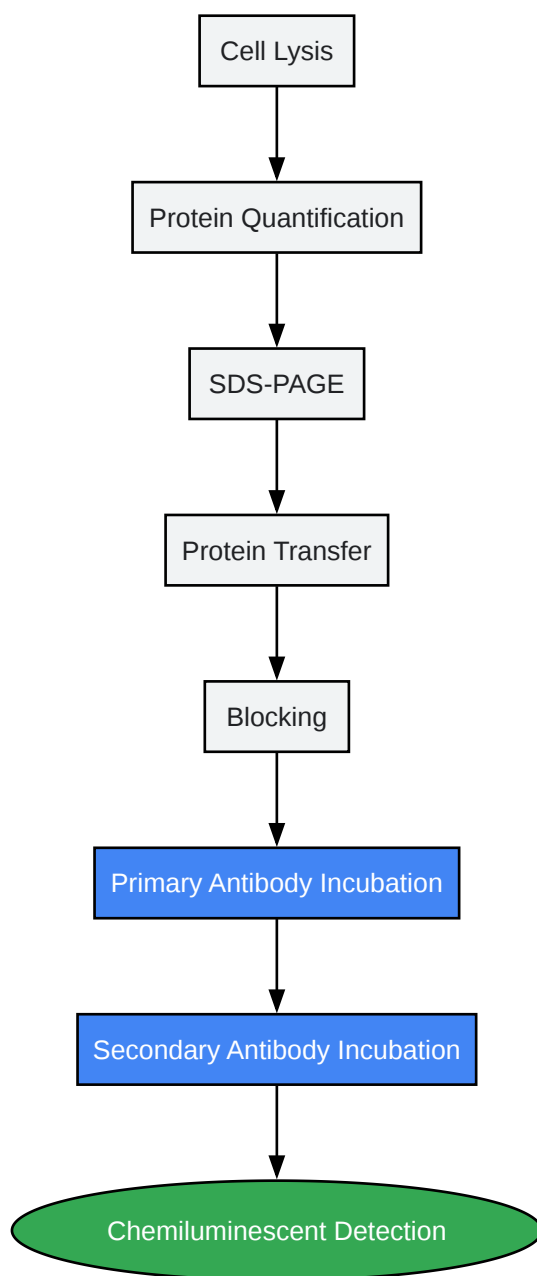 Cell Lysis
Protein Quantification
SDS-PAGE
Protein Transfer
Blocking
Primary Antibody Incubation
Secondary Antibody Incubation
Chemiluminescent Detection